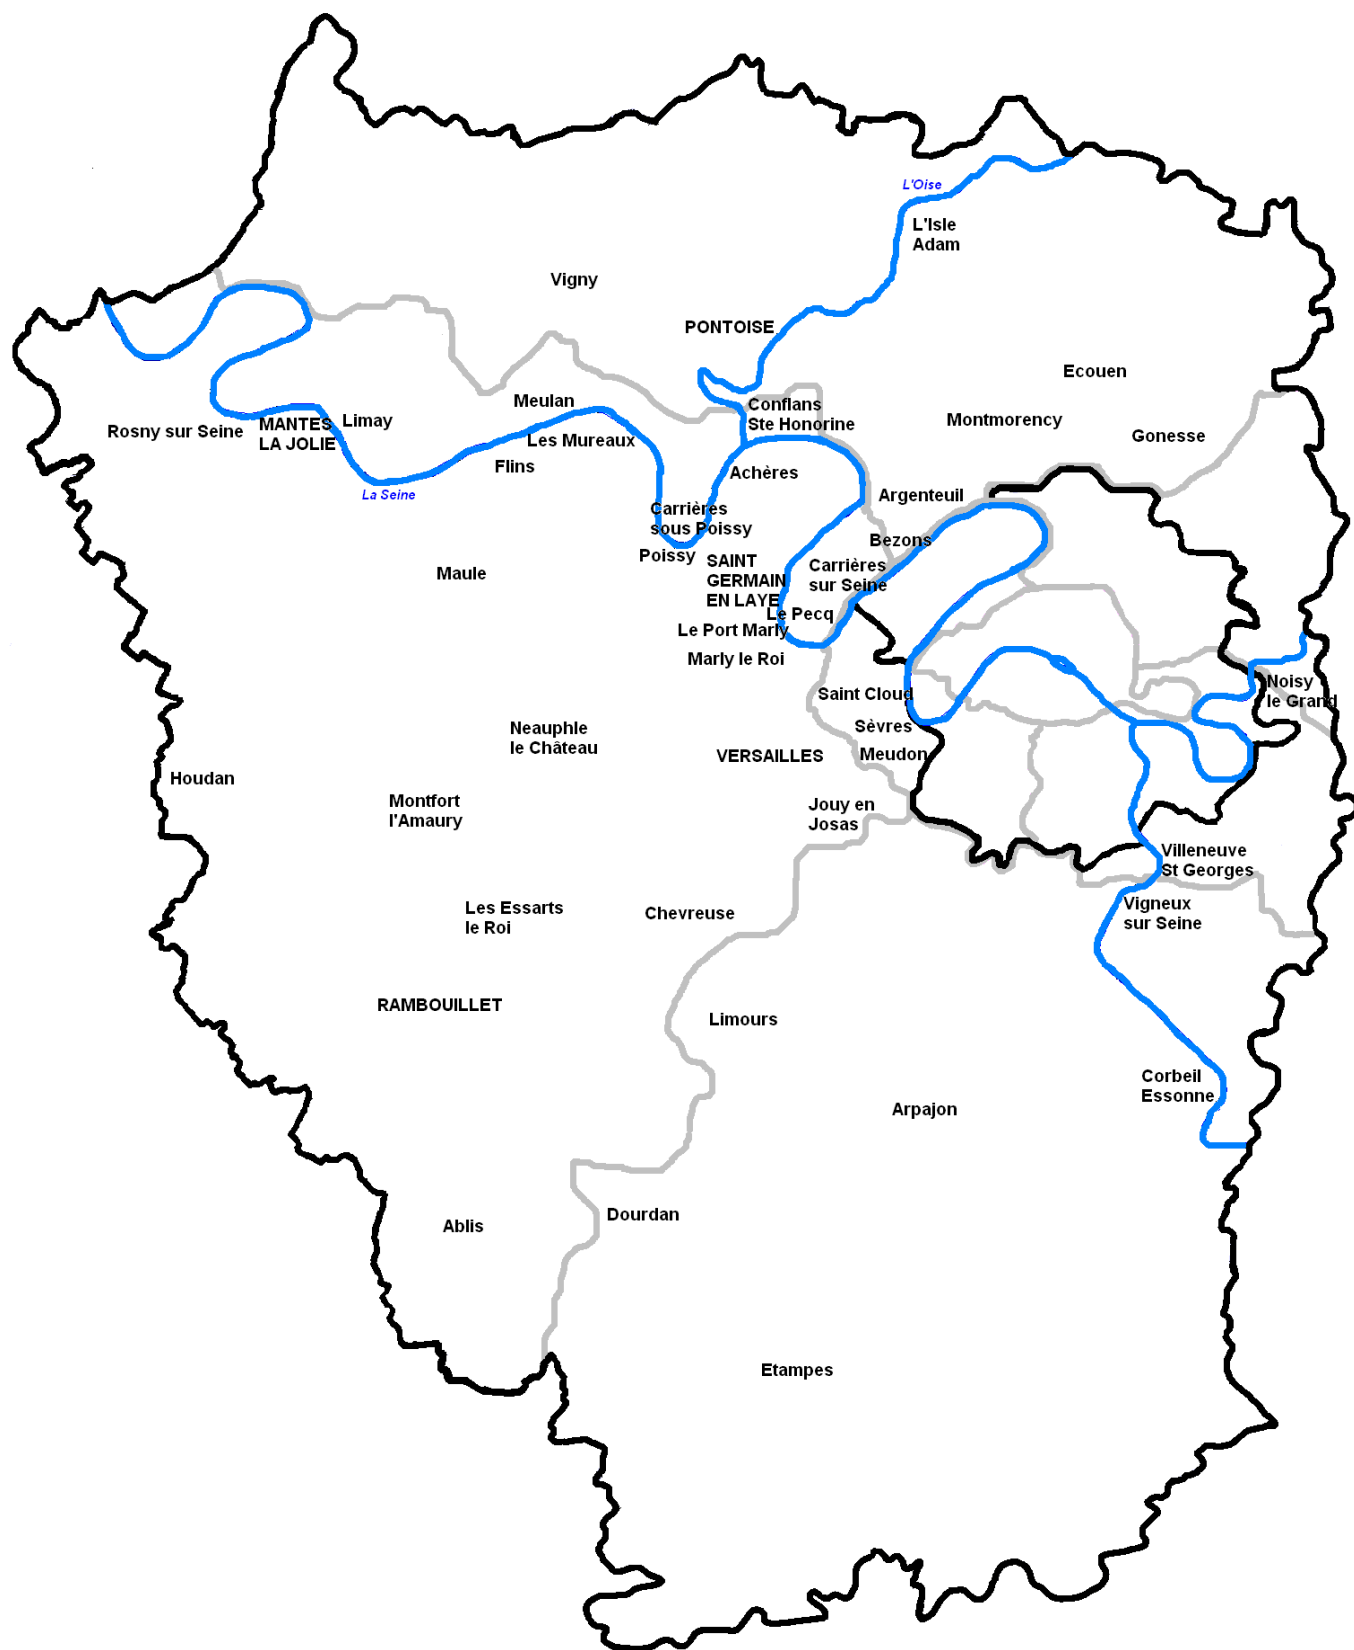 L'Oise
L'Isle
Adam
Vigny
PONTOISE
Ecouen
Meulan
Conflans
Ste Honorine
Montmorency
Gonesse
Rosny sur Seine
MANTES
LA JOLIE
Limay
Les Mureaux
Flins
La Seine
Achères
Argenteuil
Carrières
sous Poissy
Bezons
Poissy
SAINT
GERMAIN
EN LAYE
Carrières
sur Seine
Maule
Le Pecq
Le Port Marly
Marly le Roi
Saint Cloud
Noisy
le Grand
Sèvres
Neauphle
le Château
VERSAILLES
Meudon
Houdan
Montfort
l'Amaury
Jouy en
Josas
Villeneuve
St Georges
Les Essarts
le Roi
Chevreuse
Vigneux
sur Seine
RAMBOUILLET
Limours
Corbeil
Essonne
Arpajon
Dourdan
Ablis
Etampes